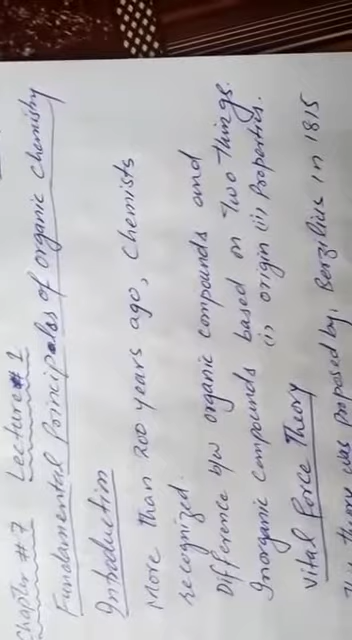 Chapter #7 Lecture #1
Fundamental Principals of organic chemistry
Introduction
More than 200 years ago, chemists
recognized.
Difference b/w organic compounds and
Inorganic compounds based on Two Things.
(i) origin (ii) Properties.
Vital Force Theory
This theory was proposed by, Berzilius in 1815